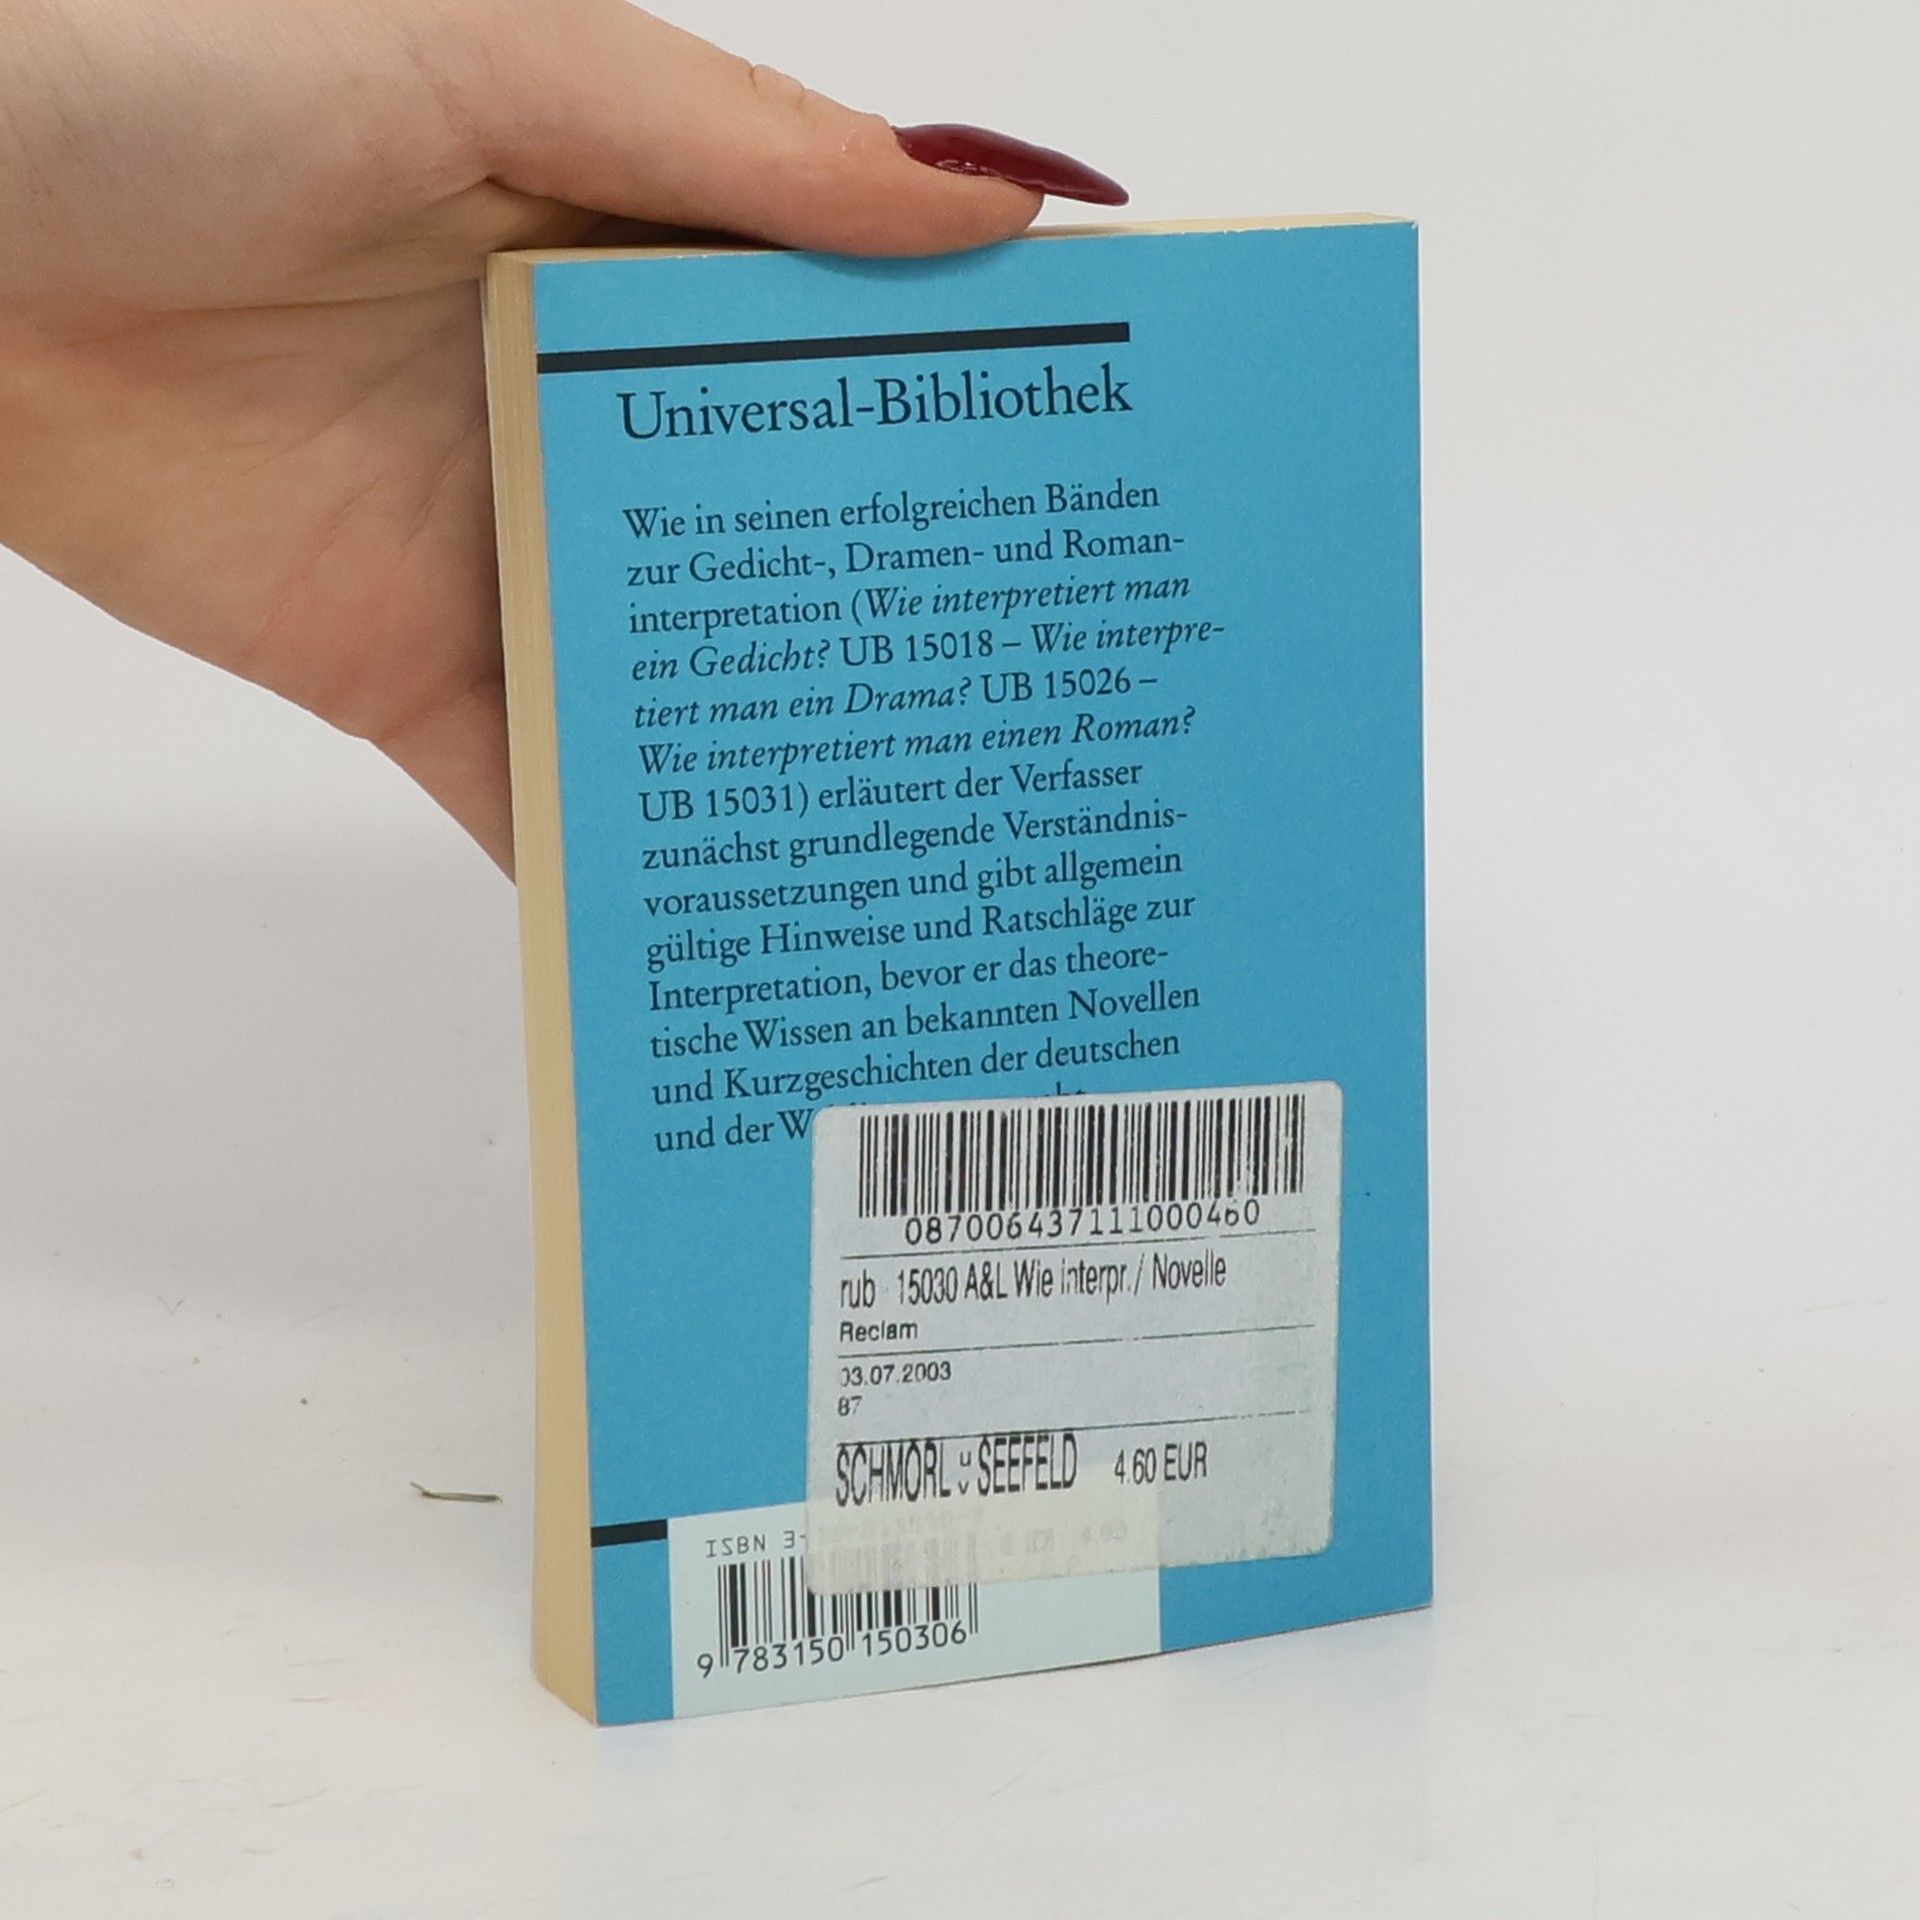 Universal-Bibliothek
Wie in seinen erfolgreichen Bänden
zur Gedicht-, Dramen- und Roman-
interpretation (Wie interpretiert man
ein Gedicht? UB 15018 – Wie interpre-
tiert man ein Drama? UB 15026 –
Wie interpretiert man einen Roman?
UB 15031) erläutert der Verfasser
zunächst grundlegende Verständnis-
voraussetzungen und gibt allgemein
gültige Hinweise und Ratschläge zur
Interpretation, bevor er das theore-
tische Wissen an bekannten Novellen
und Kurzgeschichten der deutschen
und der W
087006437111000460
rub 15030 A&L Wie interpr./ Novelle
Reclam
03.07.2003
87
SCHMORL u SEEFELD 4.60 EUR
ISBN 3-
9 783150 150306